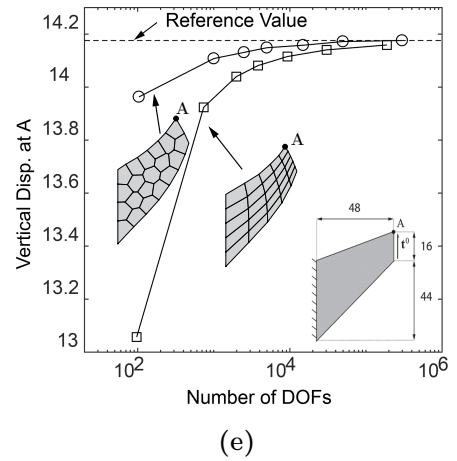 14.2
Reference Value
14
13.8
13.6
13.4
13.2
13
Vertical Disp. at A
A
A
48
A
t⁰
16
44
10² 10⁴ 10⁶
Number of DOFs
(e)